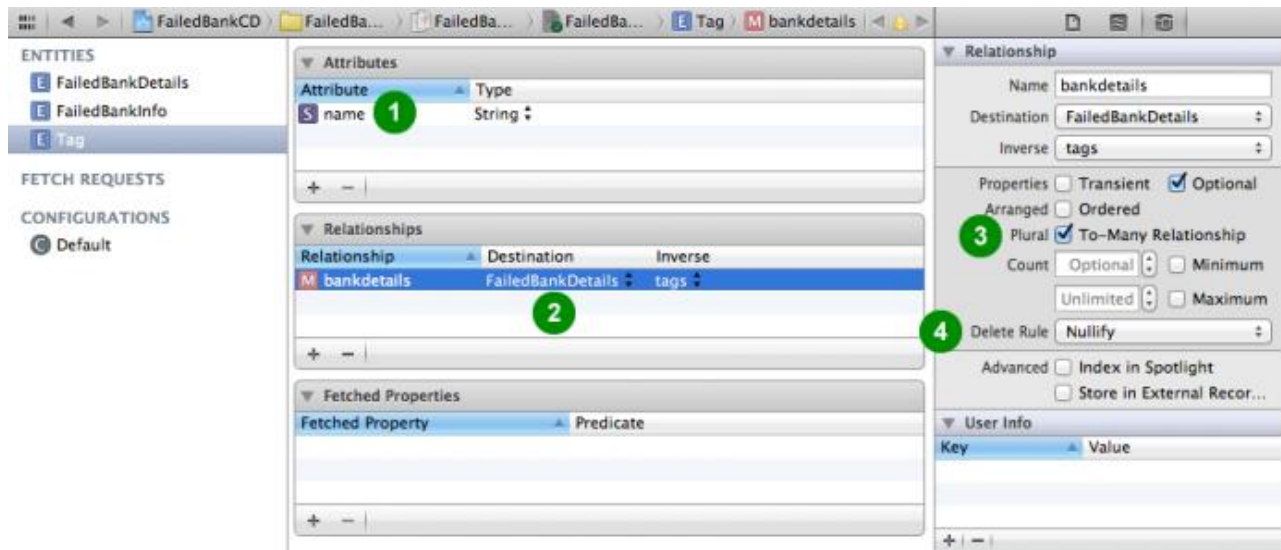 FailedBankCD FailedBa... FailedBa... FailedBa... E Tag M bankdetails
ENTITIES
E FailedBankDetails
E FailedBankInfo
E Tag
FETCH REQUESTS
CONFIGURATIONS
C Default
Attributes
Attribute Type
S name 1 String
+ -
Relationships
Relationship Destination Inverse
M bankdetails FailedBankDetails tags
2
+ -
Fetched Properties
Fetched Property Predicate
+ -
Relationship
Name bankdetails
Destination FailedBankDetails
Inverse tags
Properties Transient Optional
Arranged Ordered
3 Plural To-Many Relationship
Count Optional Minimum
Unlimited Maximum
4 Delete Rule Nullify
Advanced Index in Spotlight
Store in External Recor...
User Info
Key Value
+ -